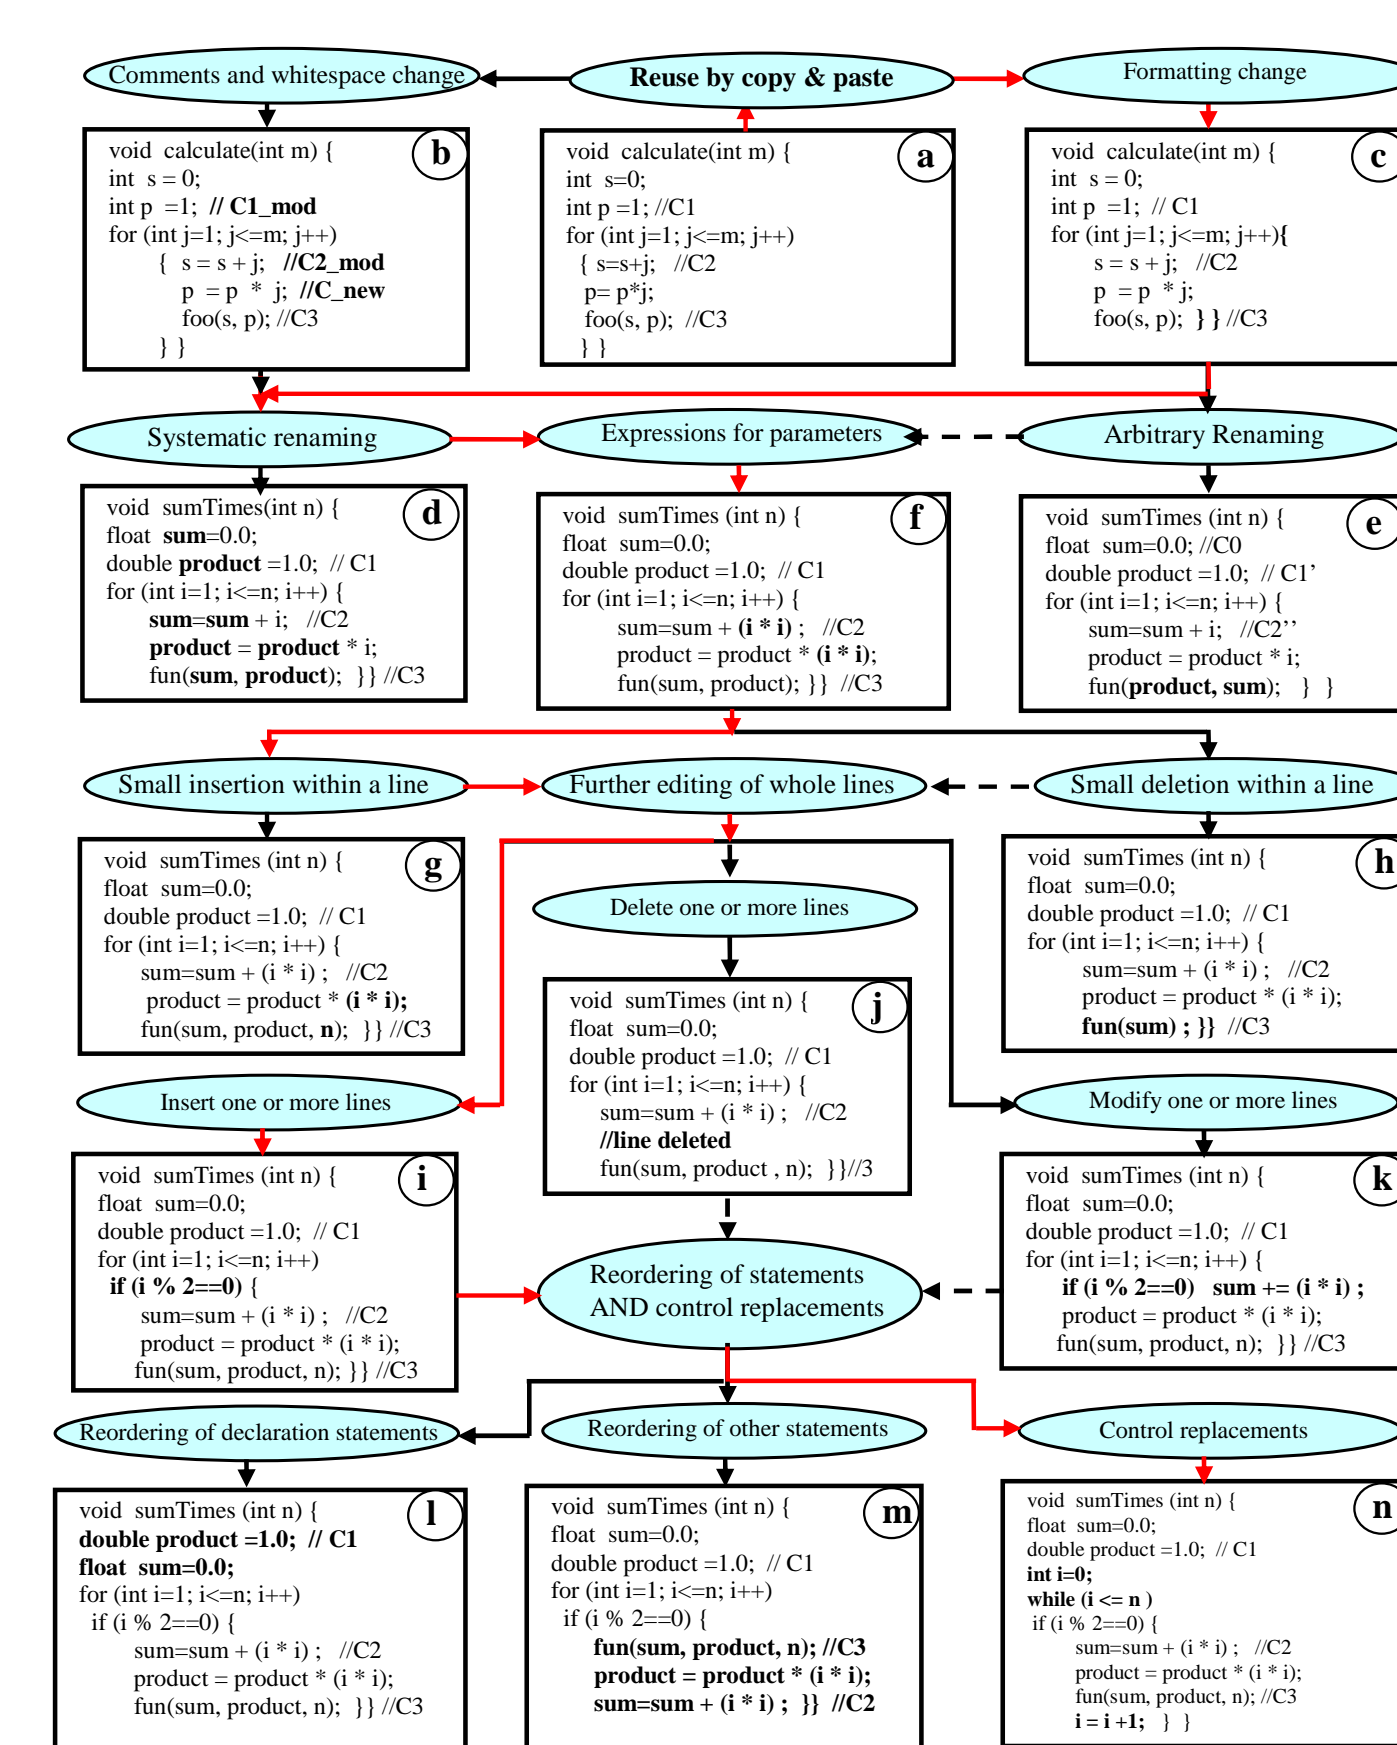 Comments and whitespace change
Reuse by copy & paste
Formatting change
b
void calculate(int m) {
int s = 0;
int p =1; // C1_mod
for (int j=1; j<=m; j++)
{ s = s + j; //C2_mod
p = p * j; //C_new
foo(s, p); //C3
} }
a
void calculate(int m) {
int s=0;
int p =1; //C1
for (int j=1; j<=m; j++)
{ s=s+j; //C2
p= p*j;
foo(s, p); //C3
} }
c
void calculate(int m) {
int s = 0;
int p =1; // C1
for (int j=1; j<=m; j++){
s = s + j; //C2
p = p * j;
foo(s, p); } } //C3
Systematic renaming
Expressions for parameters
Arbitrary Renaming
d
void sumTimes(int n) {
float sum=0.0;
double product =1.0; // C1
for (int i=1; i<=n; i++) {
sum=sum + i; //C2
product = product * i;
fun(sum, product); }} //C3
f
void sumTimes (int n) {
float sum=0.0;
double product =1.0; // C1
for (int i=1; i<=n; i++) {
sum=sum + (i * i) ; //C2
product = product * (i * i);
fun(sum, product); }} //C3
e
void sumTimes (int n) {
float sum=0.0; //C0
double product =1.0; // C1’
for (int i=1; i<=n; i++) {
sum=sum + i; //C2’’
product = product * i;
fun(product, sum); } }
Small insertion within a line
Further editing of whole lines
Small deletion within a line
g
void sumTimes (int n) {
float sum=0.0;
double product =1.0; // C1
for (int i=1; i<=n; i++) {
sum=sum + (i * i) ; //C2
product = product * (i * i);
fun(sum, product, n); }} //C3
h
void sumTimes (int n) {
float sum=0.0;
double product =1.0; // C1
for (int i=1; i<=n; i++) {
sum=sum + (i * i) ; //C2
product = product * (i * i);
fun(sum) ; }} //C3
Delete one or more lines
j
void sumTimes (int n) {
float sum=0.0;
double product =1.0; // C1
for (int i=1; i<=n; i++) {
sum=sum + (i * i) ; //C2
//line deleted
fun(sum, product , n); }}//3
Insert one or more lines
Modify one or more lines
i
void sumTimes (int n) {
float sum=0.0;
double product =1.0; // C1
for (int i=1; i<=n; i++)
if (i % 2==0) {
sum=sum + (i * i) ; //C2
product = product * (i * i);
fun(sum, product, n); }} //C3
k
void sumTimes (int n) {
float sum=0.0;
double product =1.0; // C1
for (int i=1; i<=n; i++) {
if (i % 2==0) sum += (i * i) ;
product = product * (i * i);
fun(sum, product, n); }} //C3
Reordering of statements
AND control replacements
Reordering of declaration statements
Reordering of other statements
Control replacements
l
void sumTimes (int n) {
double product =1.0; // C1
float sum=0.0;
for (int i=1; i<=n; i++)
if (i % 2==0) {
sum=sum + (i * i) ; //C2
product = product * (i * i);
fun(sum, product, n); }} //C3
m
void sumTimes (int n) {
float sum=0.0;
double product =1.0; // C1
for (int i=1; i<=n; i++)
if (i % 2==0) {
fun(sum, product, n); //C3
product = product * (i * i);
sum=sum + (i * i) ; }} //C2
n
void sumTimes (int n) {
float sum=0.0;
double product =1.0; // C1
int i=0;
while (i <= n )
if (i % 2==0) {
sum=sum + (i * i) ; //C2
product = product * (i * i);
fun(sum, product, n); //C3
i = i +1; } }